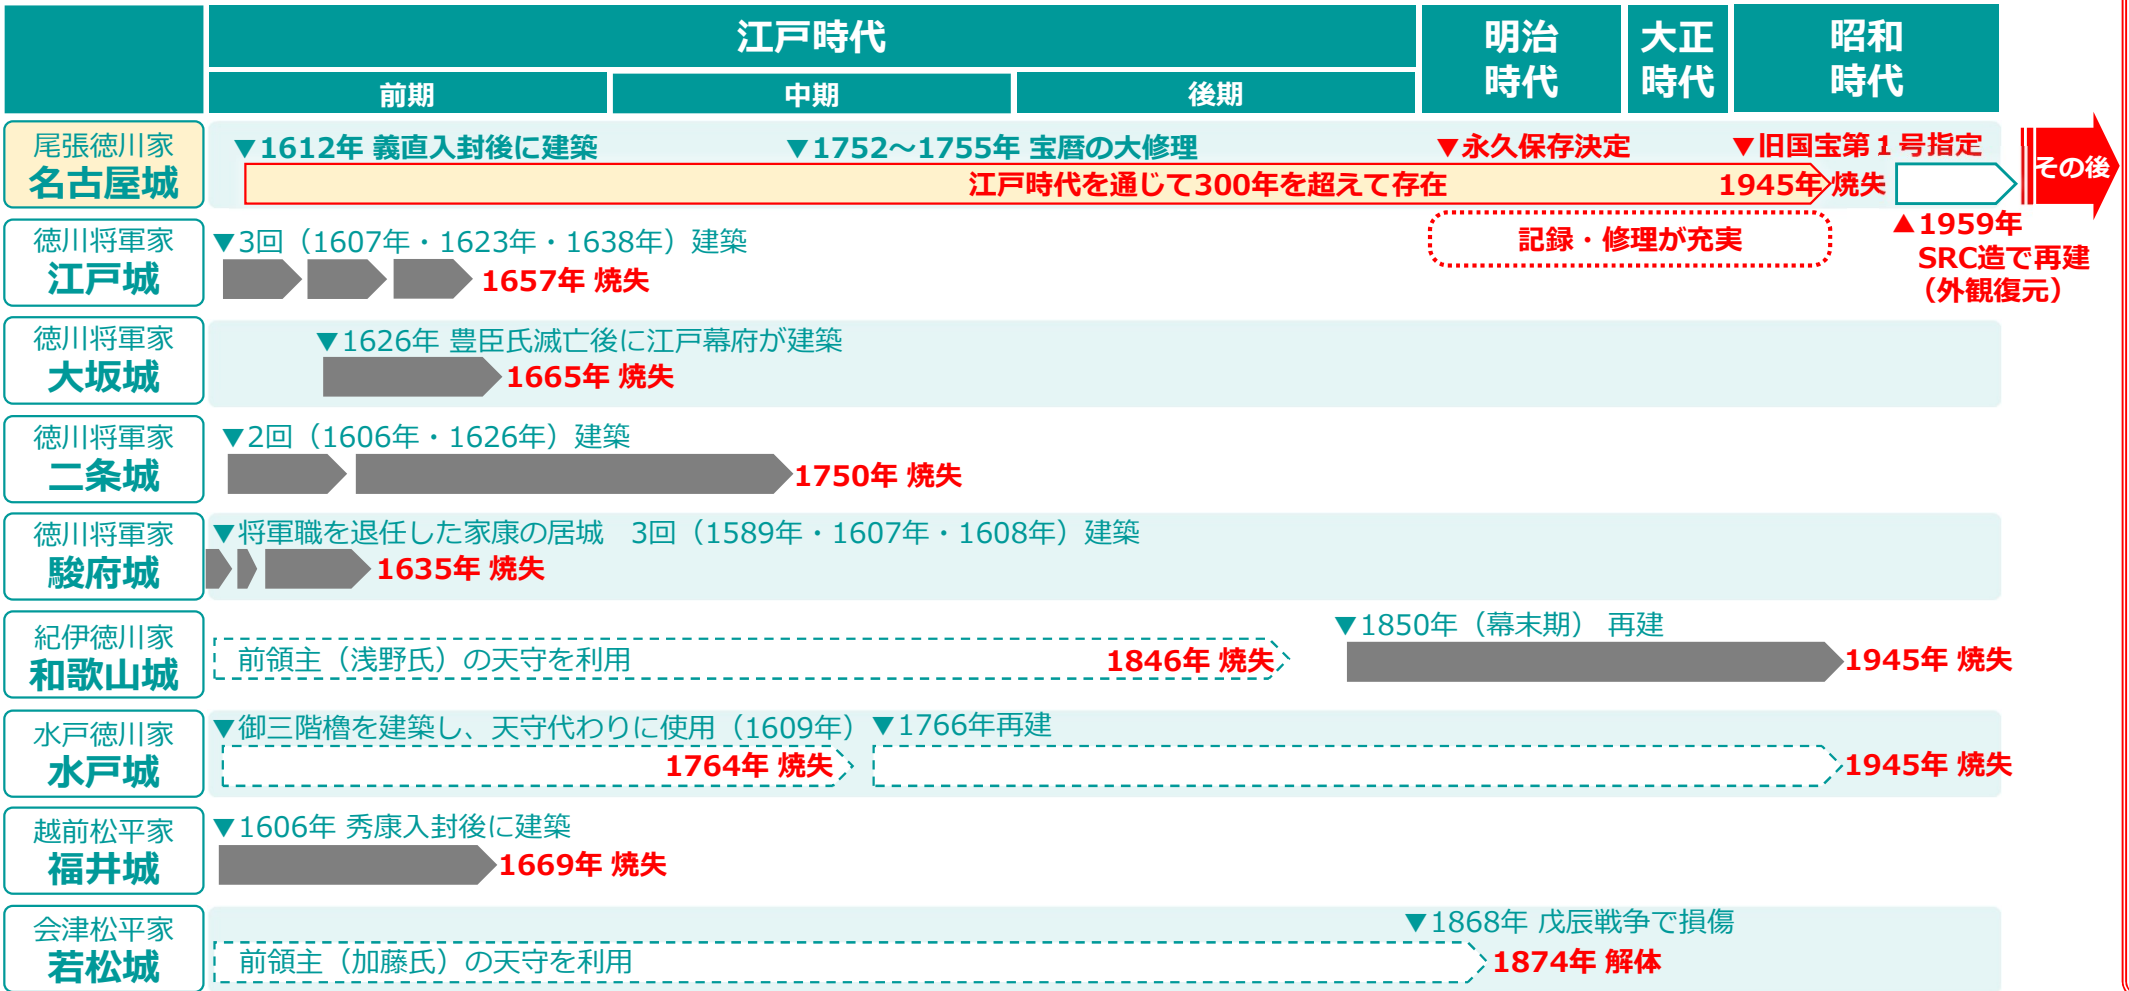 江戸時代
明治
時代
大正
時代
昭和
時代
前期
中期
後期
尾張徳川家
名古屋城
▼1612年 義直入封後に建築
▼1752～1755年 宝暦の大修理
▼永久保存決定
▼旧国宝第１号指定
江戸時代を通じて300年を超えて存在
1945年 焼失
その後
記録・修理が充実
▲1959年
SRC造で再建
（外観復元）
徳川将軍家
江戸城
▼3回（1607年・1623年・1638年）建築
1657年 焼失
徳川将軍家
大坂城
▼1626年 豊臣氏滅亡後に江戸幕府が建築
1665年 焼失
徳川将軍家
二条城
▼2回（1606年・1626年）建築
1750年 焼失
徳川将軍家
駿府城
▼将軍職を退任した家康の居城　3回（1589年・1607年・1608年）建築
1635年 焼失
紀伊徳川家
和歌山城
前領主（浅野氏）の天守を利用
1846年 焼失
▼1850年（幕末期） 再建
1945年 焼失
水戸徳川家
水戸城
▼御三階櫓を建築し、天守代わりに使用（1609年）
▼1766年再建
1764年 焼失
1945年 焼失
越前松平家
福井城
▼1606年 秀康入封後に建築
1669年 焼失
会津松平家
若松城
▼1868年 戊辰戦争で損傷
前領主（加藤氏）の天守を利用
1874年 解体